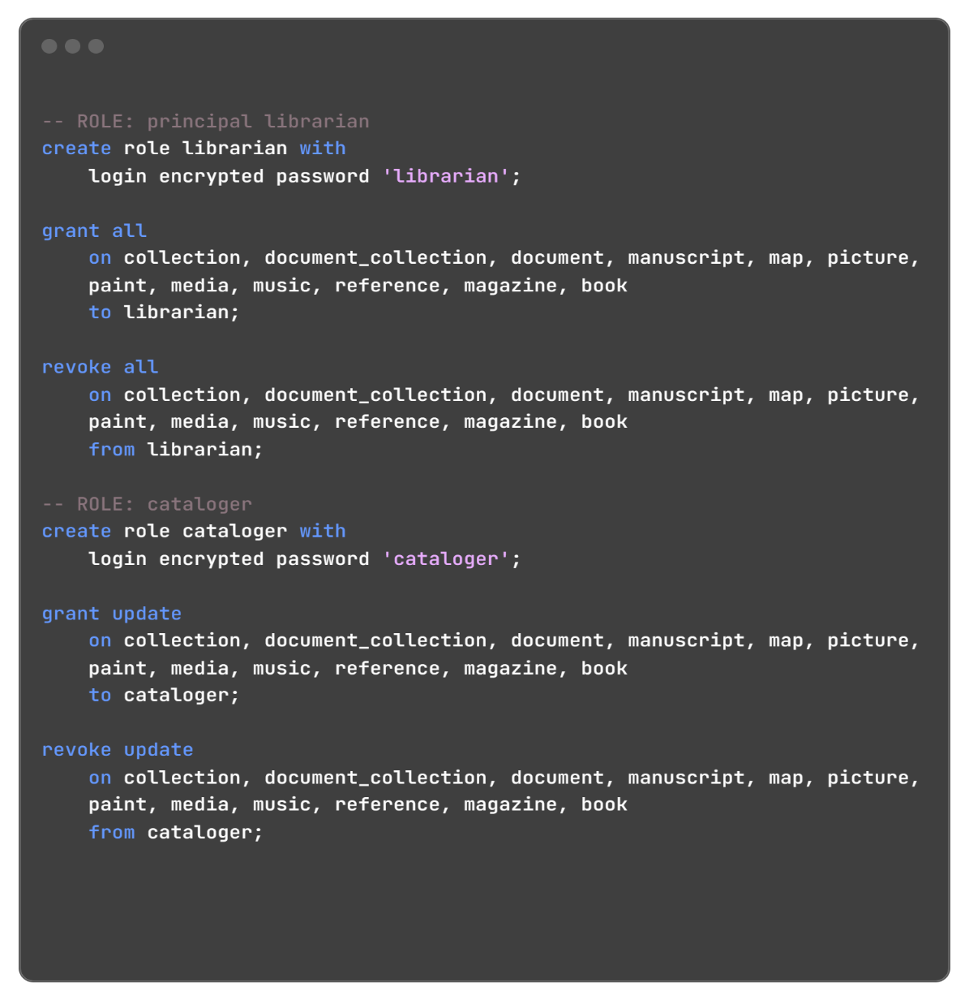 -- ROLE: principal librarian
create role librarian with
    login encrypted password 'librarian';

grant all
    on collection, document_collection, document, manuscript, map, picture,
    paint, media, music, reference, magazine, book
    to librarian;

revoke all
    on collection, document_collection, document, manuscript, map, picture,
    paint, media, music, reference, magazine, book
    from librarian;

-- ROLE: cataloger
create role cataloger with
    login encrypted password 'cataloger';

grant update
    on collection, document_collection, document, manuscript, map, picture,
    paint, media, music, reference, magazine, book
    to cataloger;

revoke update
    on collection, document_collection, document, manuscript, map, picture,
    paint, media, music, reference, magazine, book
    from cataloger;